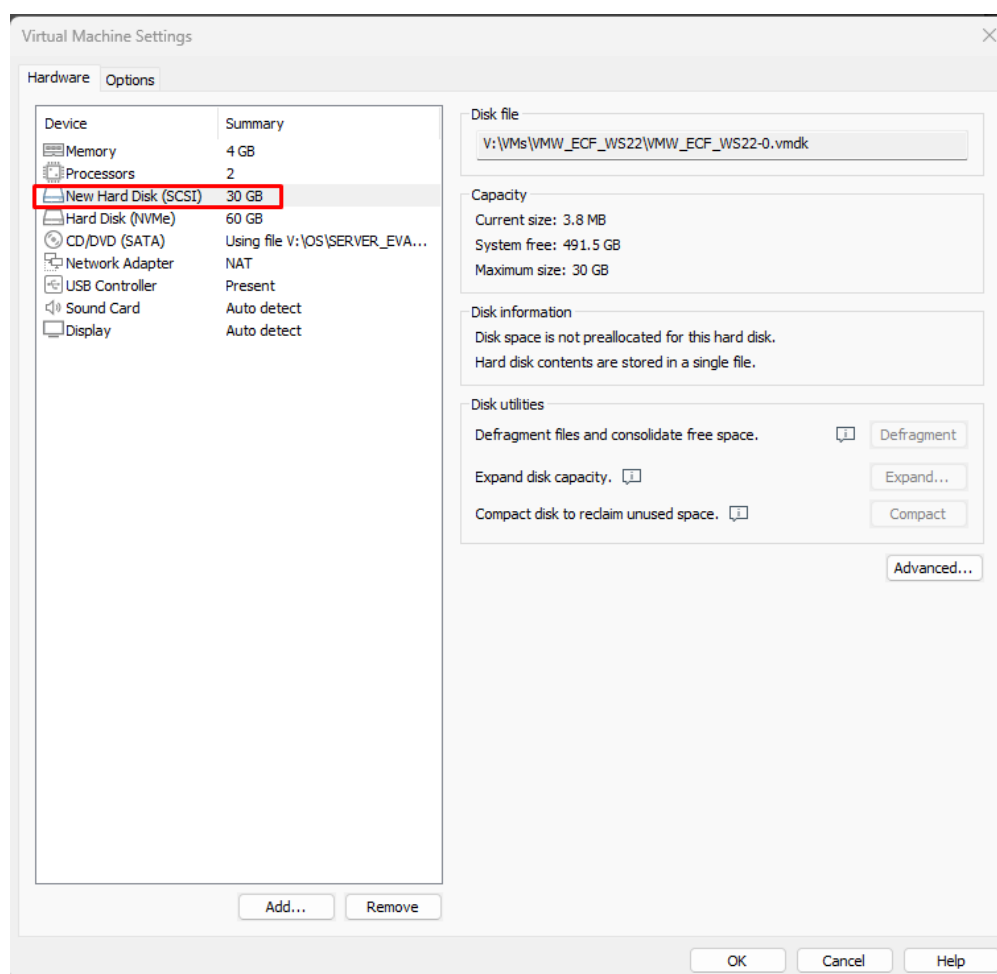 Virtual Machine Settings
Hardware Options
Device Summary
Memory 4 GB
Processors 2
New Hard Disk (SCSI) 30 GB
Hard Disk (NVMe) 60 GB
CD/DVD (SATA) Using file V:\OS\SERVER_EVA...
Network Adapter NAT
USB Controller Present
Sound Card Auto detect
Display Auto detect
Add... Remove
Disk file
V:\VMs\VMW_ECF_WS22\VMW_ECF_WS22-0.vmdk
Capacity
Current size: 3.8 MB
System free: 491.5 GB
Maximum size: 30 GB
Disk information
Disk space is not preallocated for this hard disk.
Hard disk contents are stored in a single file.
Disk utilities
Defragment files and consolidate free space. Defragment
Expand disk capacity. Expand...
Compact disk to reclaim unused space. Compact
Advanced...
OK Cancel Help